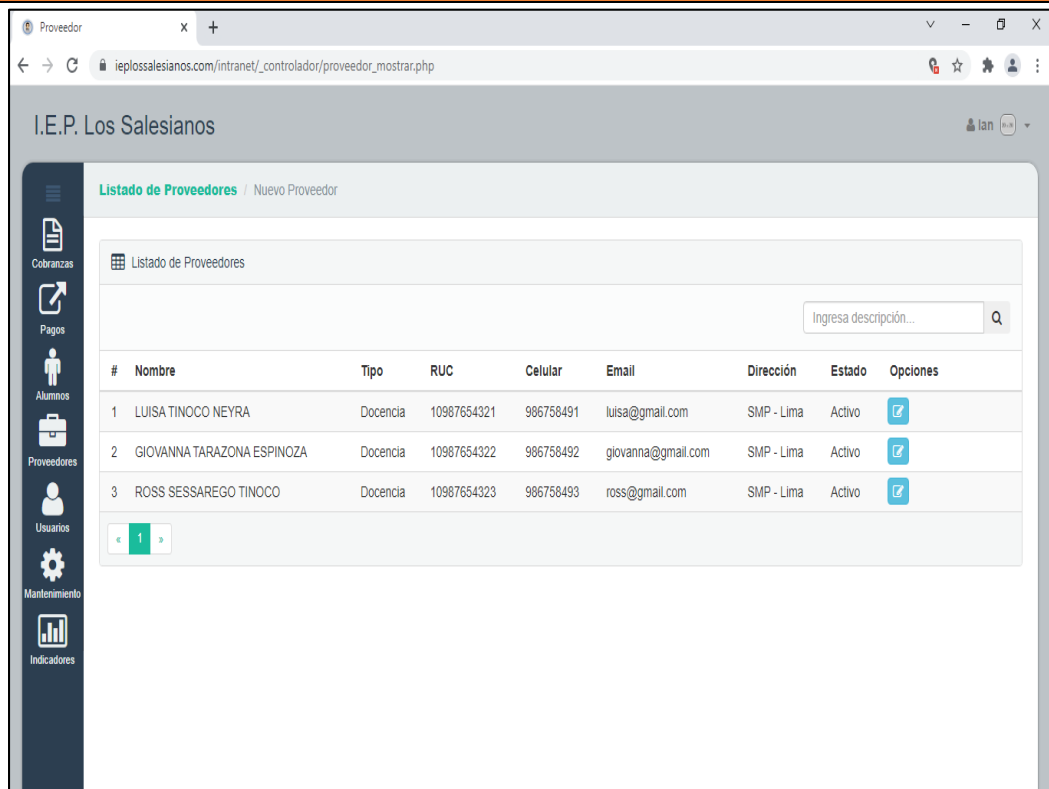 Proveedor
ieplossalesianos.com/intranet/_controlador/proveedor_mostrar.php
I.E.P. Los Salesianos
Ian
Listado de Proveedores / Nuevo Proveedor
Cobranzas
Pagos
Alumnos
Proveedores
Usuarios
Mantenimiento
Indicadores
Listado de Proveedores
Ingresa descripción...
# Nombre Tipo RUC Celular Email Dirección Estado Opciones
1 LUISA TINOCO NEYRA Docencia 10987654321 986758491 luisa@gmail.com SMP - Lima Activo
2 GIOVANNA TARAZONA ESPINOZA Docencia 10987654322 986758492 giovanna@gmail.com SMP - Lima Activo
3 ROSS SESSAREGO TINOCO Docencia 10987654323 986758493 ross@gmail.com SMP - Lima Activo
« 1 »